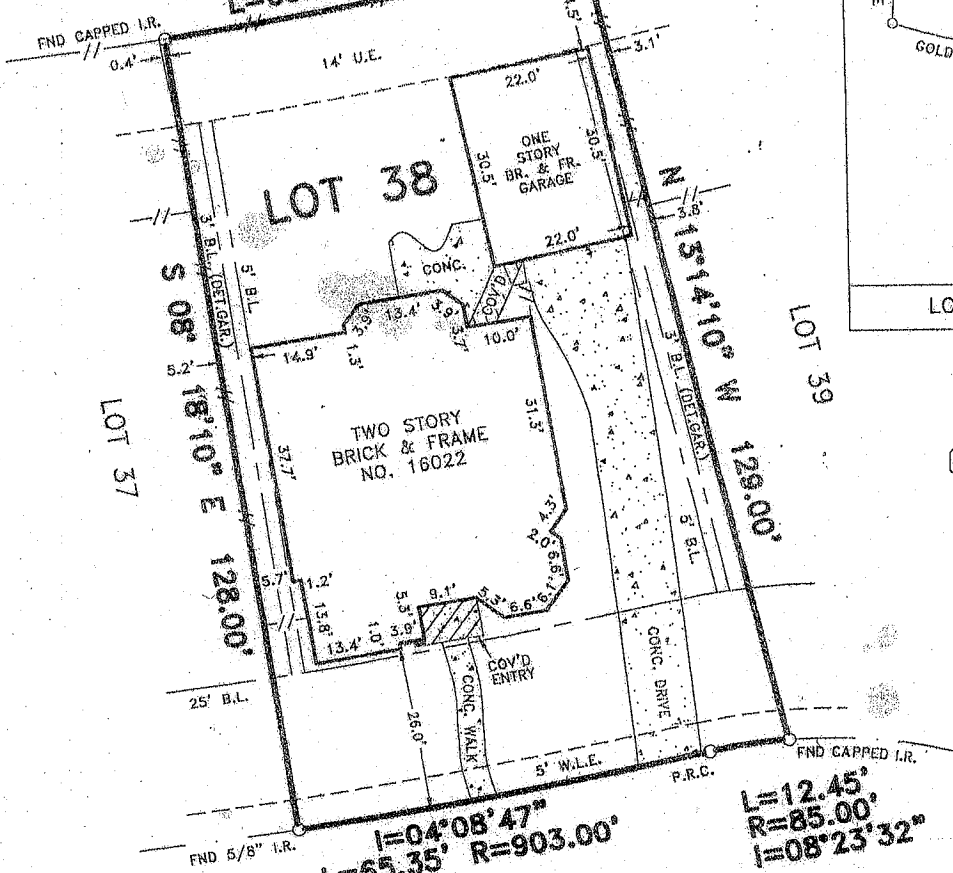 FND CAPPED I.R.
0.4'
14' U.E.
3.1'
22.0'
GOLD
ONE
STORY
BR. & FR.
GARAGE
30.5'
30.5'
LOT 38
22.0'
3.8'
CONC.
COV'D
3' B.L. (DET.GAR.)
5' B.L.
S 08° 18'10" E 128.00'
N 13°14'10" W 129.00'
3' B.L. (DET.GAR.)
5' B.L.
LOT 39
LOT 37
13.4'
3.9'
3.9'
3.7'
10.0'
14.9'
1.5'
5.2'
TWO STORY
BRICK & FRAME
NO. 16022
37.7'
51.3'
4.3'
2.0'
6.6'
6.1'
6.6'
9.1'
5.7'
1.2'
13.8'
13.4'
1.0'
3.9'
COV'D
ENTRY
25' B.L.
26.0'
CONC. WALK
CONC. DRIVE
5' W.L.E.
P.R.C.
FND CAPPED I.R.
FND 5/8" I.R.
I=04°08'47"
L=65.35' R=903.00'
L=12.45'
R=85.00'
I=08°23'32"